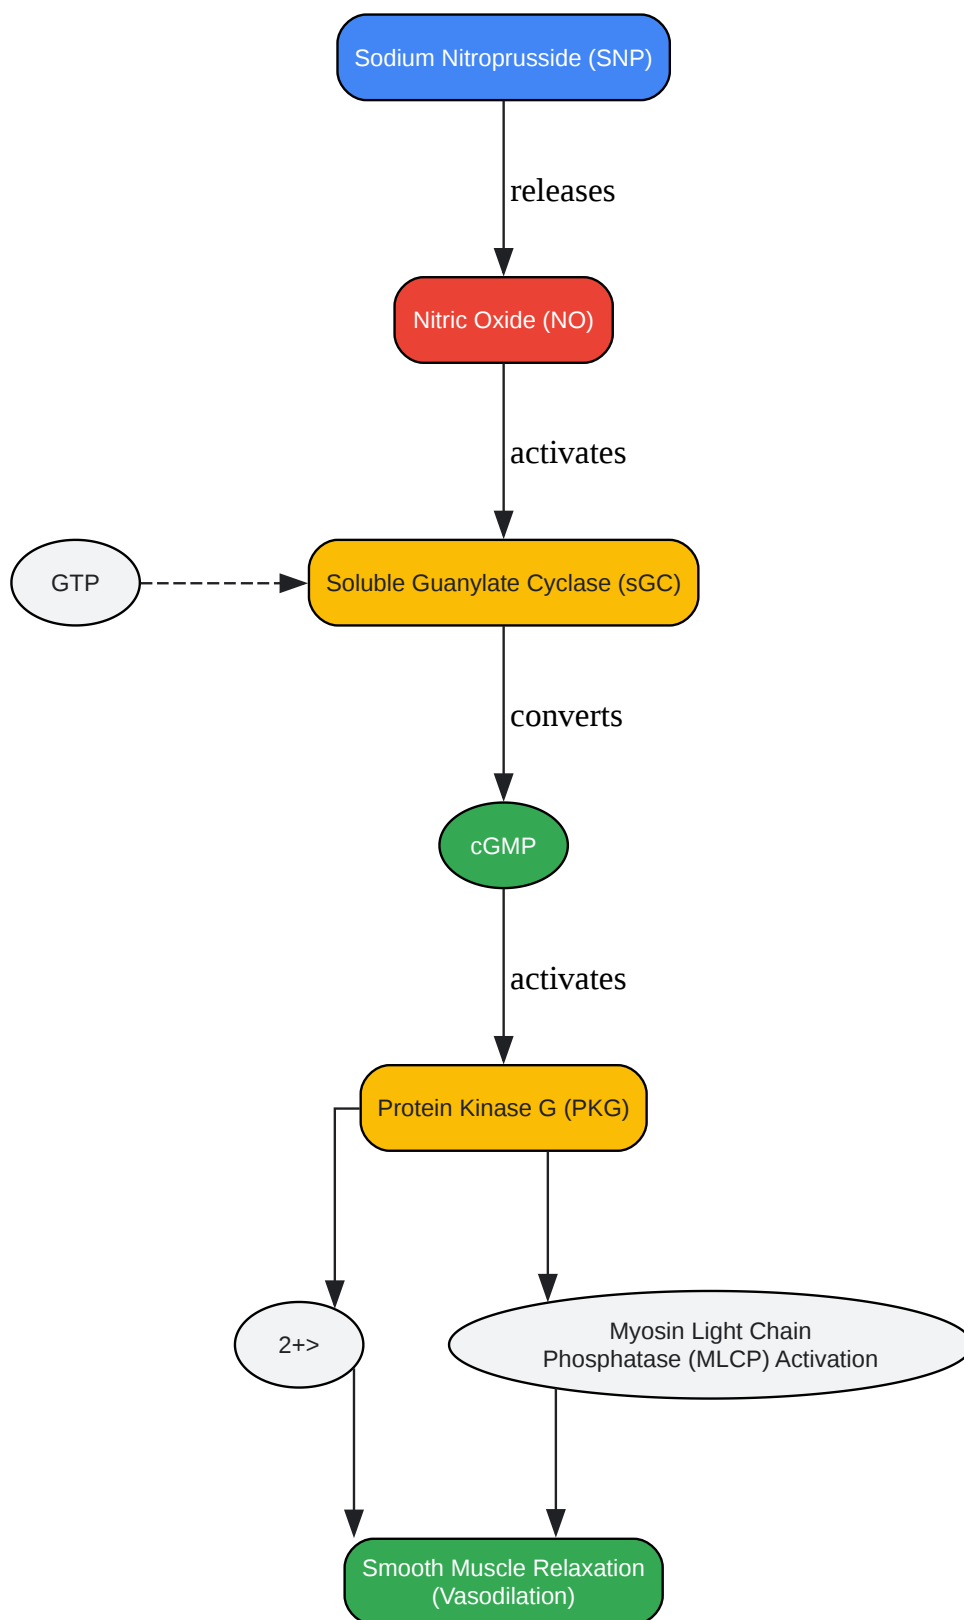 Sodium Nitroprusside (SNP)
releases
Nitric Oxide (NO)
activates
GTP
Soluble Guanylate Cyclase (sGC)
converts
cGMP
activates
Protein Kinase G (PKG)
2+>
Myosin Light Chain
Phosphatase (MLCP) Activation
Smooth Muscle Relaxation
(Vasodilation)